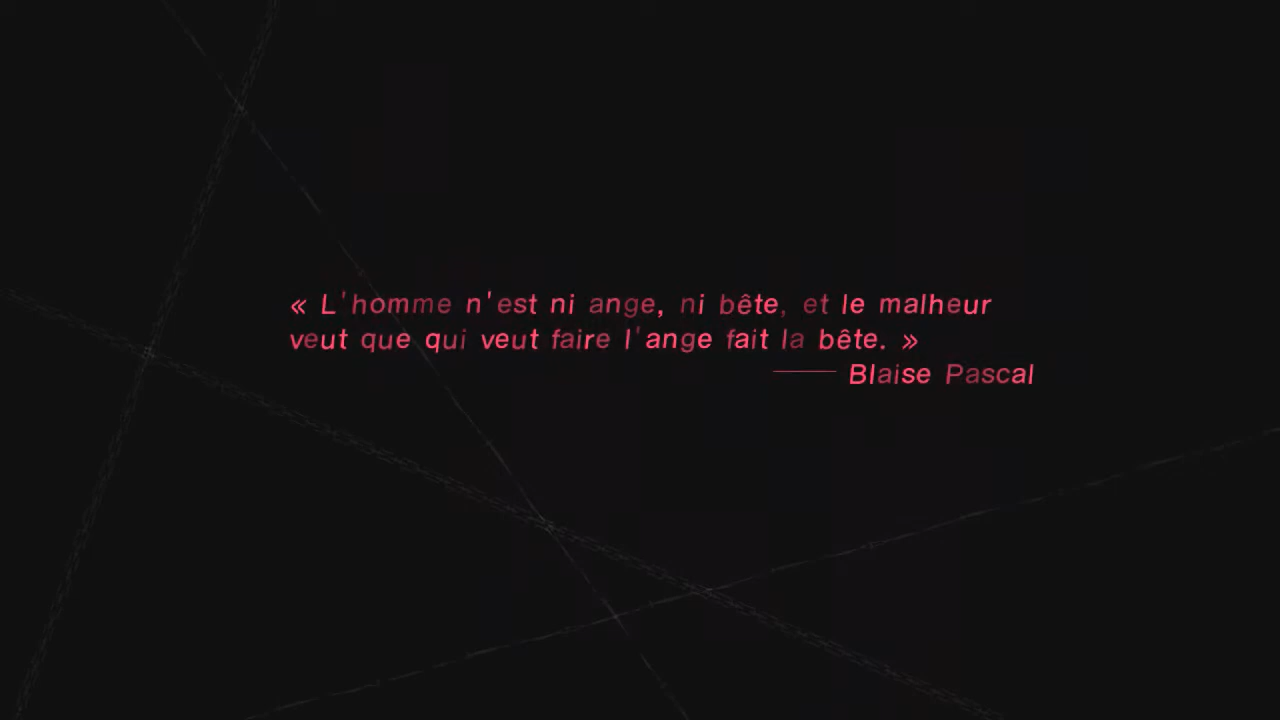 « L'homme n'est ni ange, ni bête, et le malheur
veut que qui veut faire l'ange fait la bête. »
—— Blaise Pascal